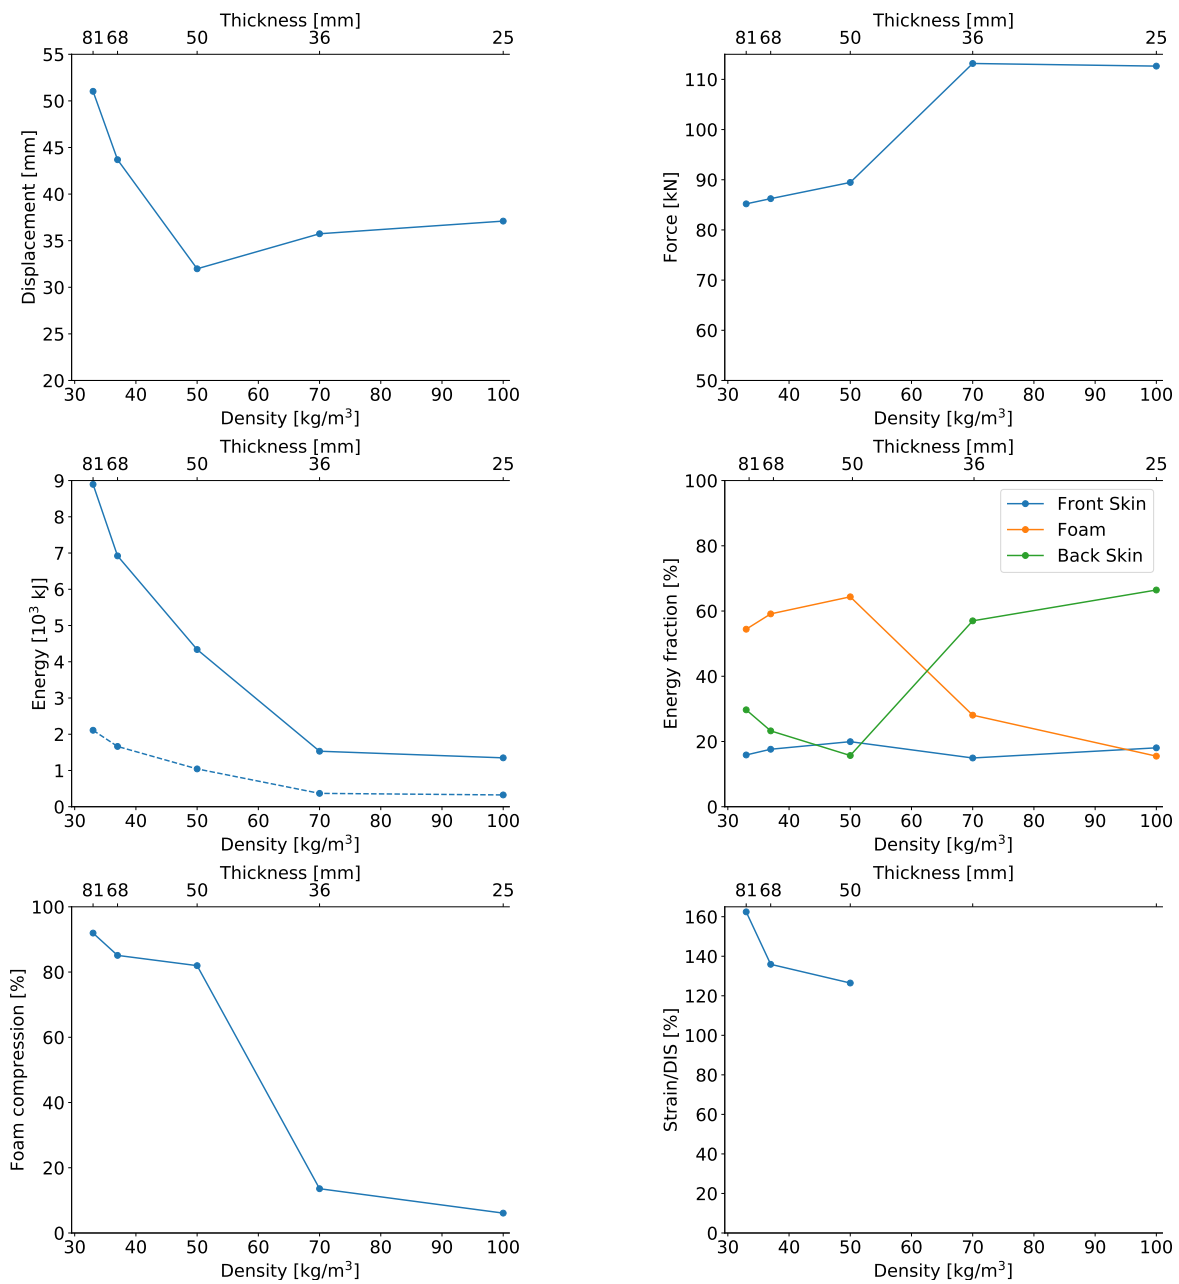 Thickness [mm]
81 68 50 36 25
55
50
45
40
35
30
25
20
Displacement [mm]
30 40 50 60 70 80 90 100
Density [kg/m³]
Thickness [mm]
81 68 50 36 25
110
100
90
80
70
60
50
Force [kN]
30 40 50 60 70 80 90 100
Density [kg/m³]
Thickness [mm]
81 68 50 36 25
9
8
7
6
5
4
3
2
1
0
Energy [10³ kJ]
30 40 50 60 70 80 90 100
Density [kg/m³]
Thickness [mm]
81 68 50 36 25
100
80
60
40
20
0
Energy fraction [%]
Front Skin
Foam
Back Skin
30 40 50 60 70 80 90 100
Density [kg/m³]
Thickness [mm]
81 68 50 36 25
100
80
60
40
20
0
Foam compression [%]
30 40 50 60 70 80 90 100
Density [kg/m³]
Thickness [mm]
81 68 50
160
140
120
100
80
60
40
20
0
Strain/DIS [%]
30 40 50 60 70 80 90 100
Density [kg/m³]